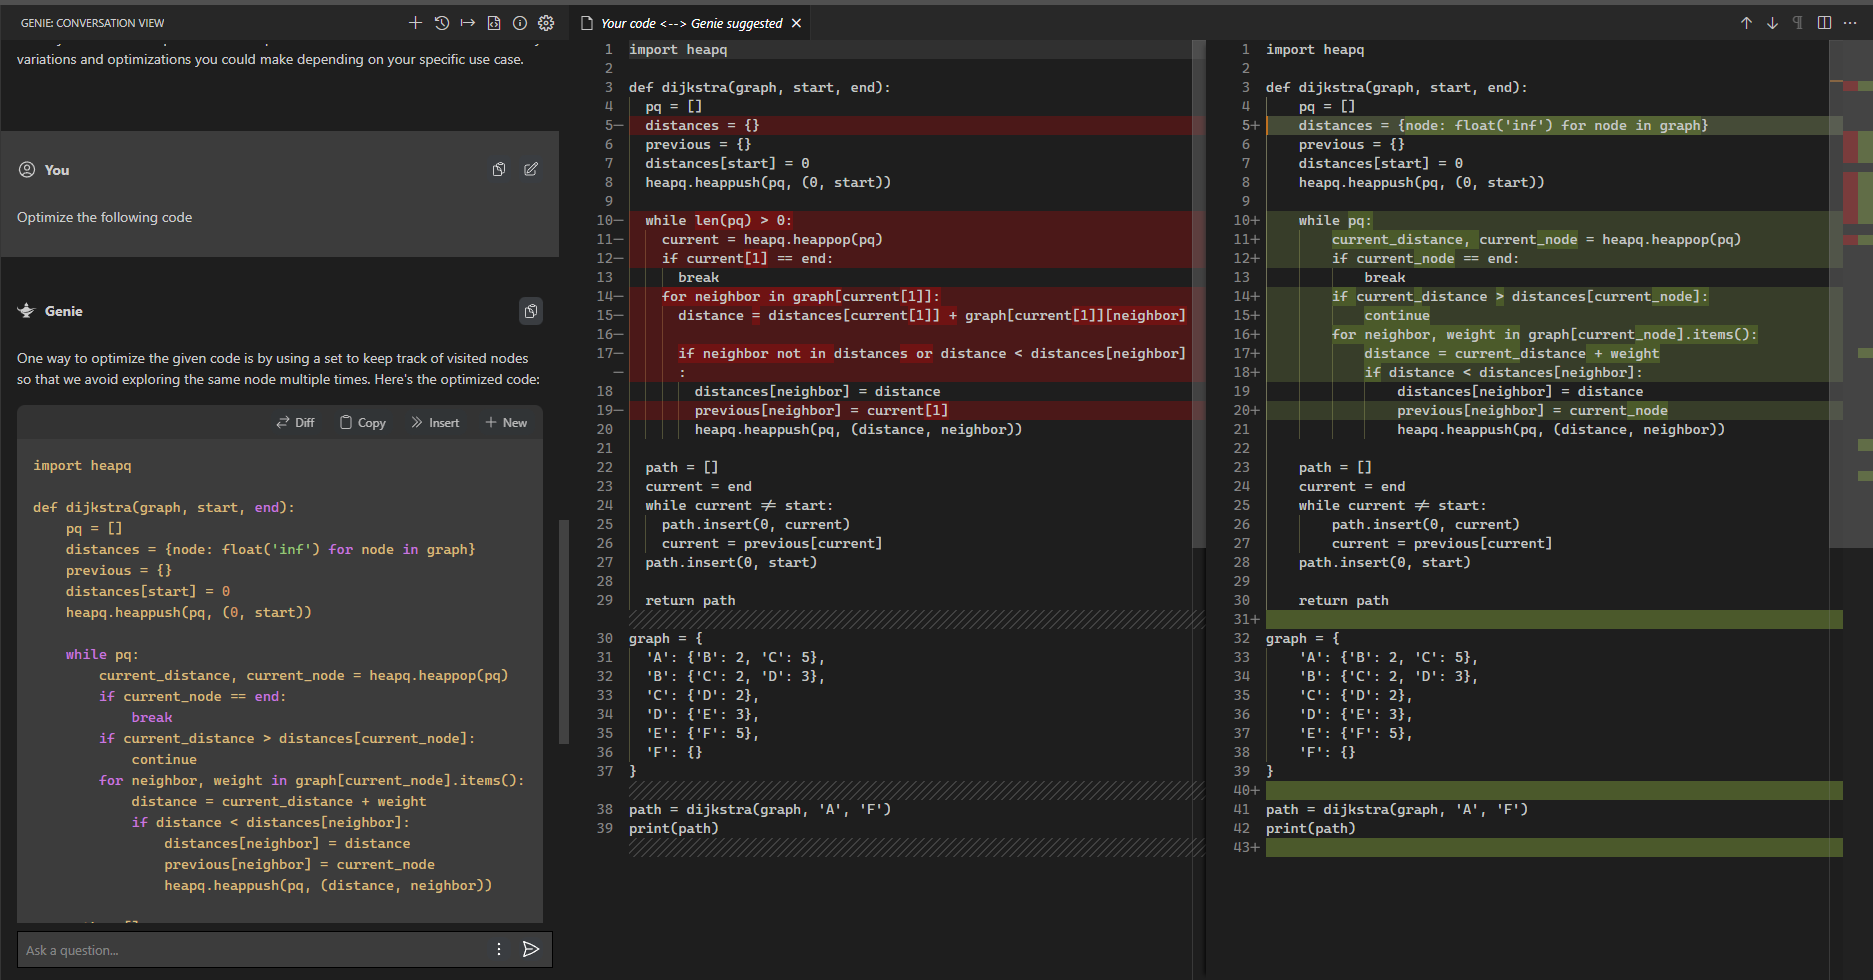 GENIE: CONVERSATION VIEW
variations and optimizations you could make depending on your specific use case.
You
Optimize the following code
Genie
One way to optimize the given code is by using a set to keep track of visited nodes
so that we avoid exploring the same node multiple times. Here's the optimized code:
Diff Copy Insert New
import heapq
def dijkstra(graph, start, end):
    pq = []
    distances = {node: float('inf') for node in graph}
    previous = {}
    distances[start] = 0
    heapq.heappush(pq, (0, start))
    while pq:
        current_distance, current_node = heapq.heappop(pq)
        if current_node == end:
            break
        if current_distance > distances[current_node]:
            continue
        for neighbor, weight in graph[current_node].items():
            distance = current_distance + weight
            if distance < distances[neighbor]:
                distances[neighbor] = distance
                previous[neighbor] = current_node
                heapq.heappush(pq, (distance, neighbor))
Ask a question...
Your code <--> Genie suggested
1 import heapq
2
3 def dijkstra(graph, start, end):
4   pq = []
5—   distances = {}
6   previous = {}
7   distances[start] = 0
8   heapq.heappush(pq, (0, start))
9
10—   while len(pq) > 0:
11—     current = heapq.heappop(pq)
12—     if current[1] == end:
13       break
14—     for neighbor in graph[current[1]]:
15—       distance = distances[current[1]] + graph[current[1]][neighbor]
16—
17—       if neighbor not in distances or distance < distances[neighbor]
—       :
18         distances[neighbor] = distance
19—         previous[neighbor] = current[1]
20         heapq.heappush(pq, (distance, neighbor))
21
22   path = []
23   current = end
24   while current ≠ start:
25     path.insert(0, current)
26     current = previous[current]
27   path.insert(0, start)
28
29   return path
30 graph = {
31   'A': {'B': 2, 'C': 5},
32   'B': {'C': 2, 'D': 3},
33   'C': {'D': 2},
34   'D': {'E': 3},
35   'E': {'F': 5},
36   'F': {}
37 }
38 path = dijkstra(graph, 'A', 'F')
39 print(path)
1 import heapq
2
3 def dijkstra(graph, start, end):
4     pq = []
5+     distances = {node: float('inf') for node in graph}
6     previous = {}
7     distances[start] = 0
8     heapq.heappush(pq, (0, start))
9
10+     while pq:
11+         current_distance, current_node = heapq.heappop(pq)
12+         if current_node == end:
13             break
14+         if current_distance > distances[current_node]:
15+             continue
16+         for neighbor, weight in graph[current_node].items():
17+             distance = current_distance + weight
18+             if distance < distances[neighbor]:
19                 distances[neighbor] = distance
20+                 previous[neighbor] = current_node
21                 heapq.heappush(pq, (distance, neighbor))
22
23     path = []
24     current = end
25     while current ≠ start:
26         path.insert(0, current)
27         current = previous[current]
28     path.insert(0, start)
29
30     return path
31+
32 graph = {
33     'A': {'B': 2, 'C': 5},
34     'B': {'C': 2, 'D': 3},
35     'C': {'D': 2},
36     'D': {'E': 3},
37     'E': {'F': 5},
38     'F': {}
39 }
40+
41 path = dijkstra(graph, 'A', 'F')
42 print(path)
43+